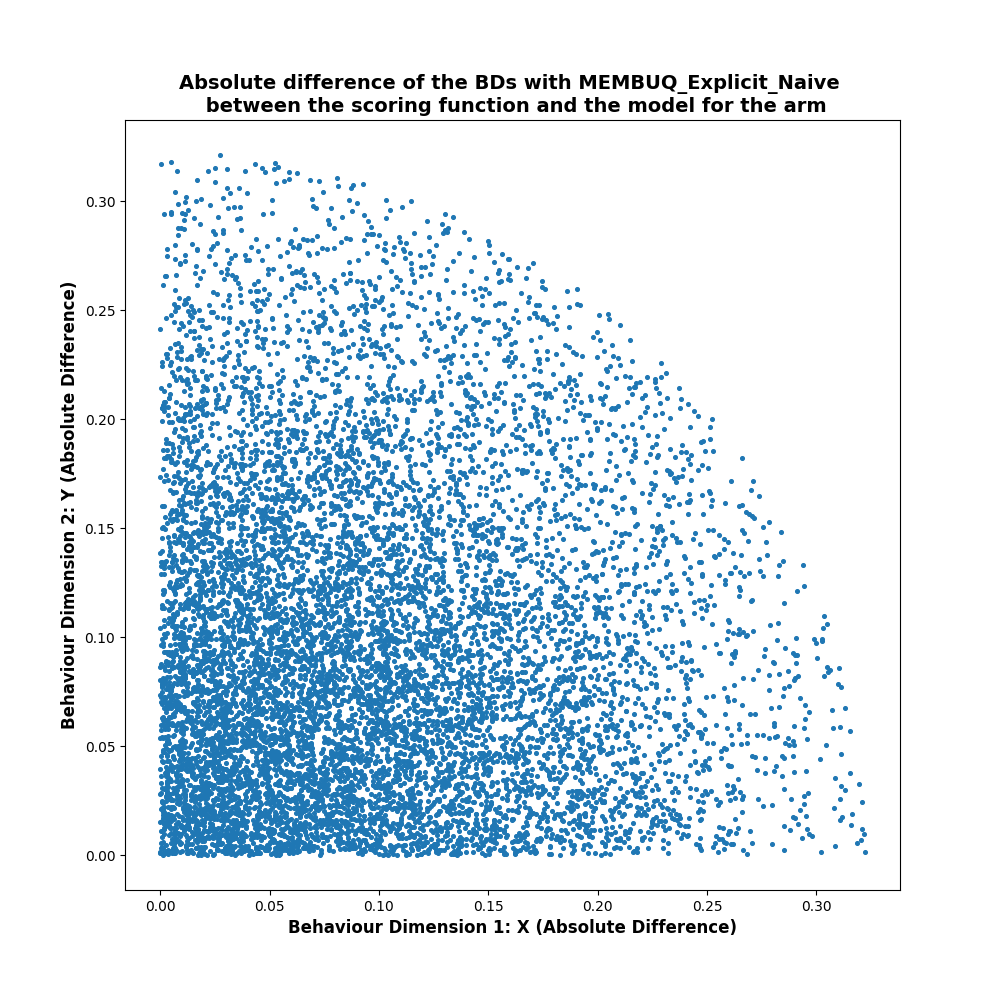 Absolute difference of the BDs with MEMBUQ_Explicit_Naive
between the scoring function and the model for the arm
Behaviour Dimension 2: Y (Absolute Difference)
0.30
0.25
0.20
0.15
0.10
0.05
0.00
0.00 0.05 0.10 0.15 0.20 0.25 0.30
Behaviour Dimension 1: X (Absolute Difference)